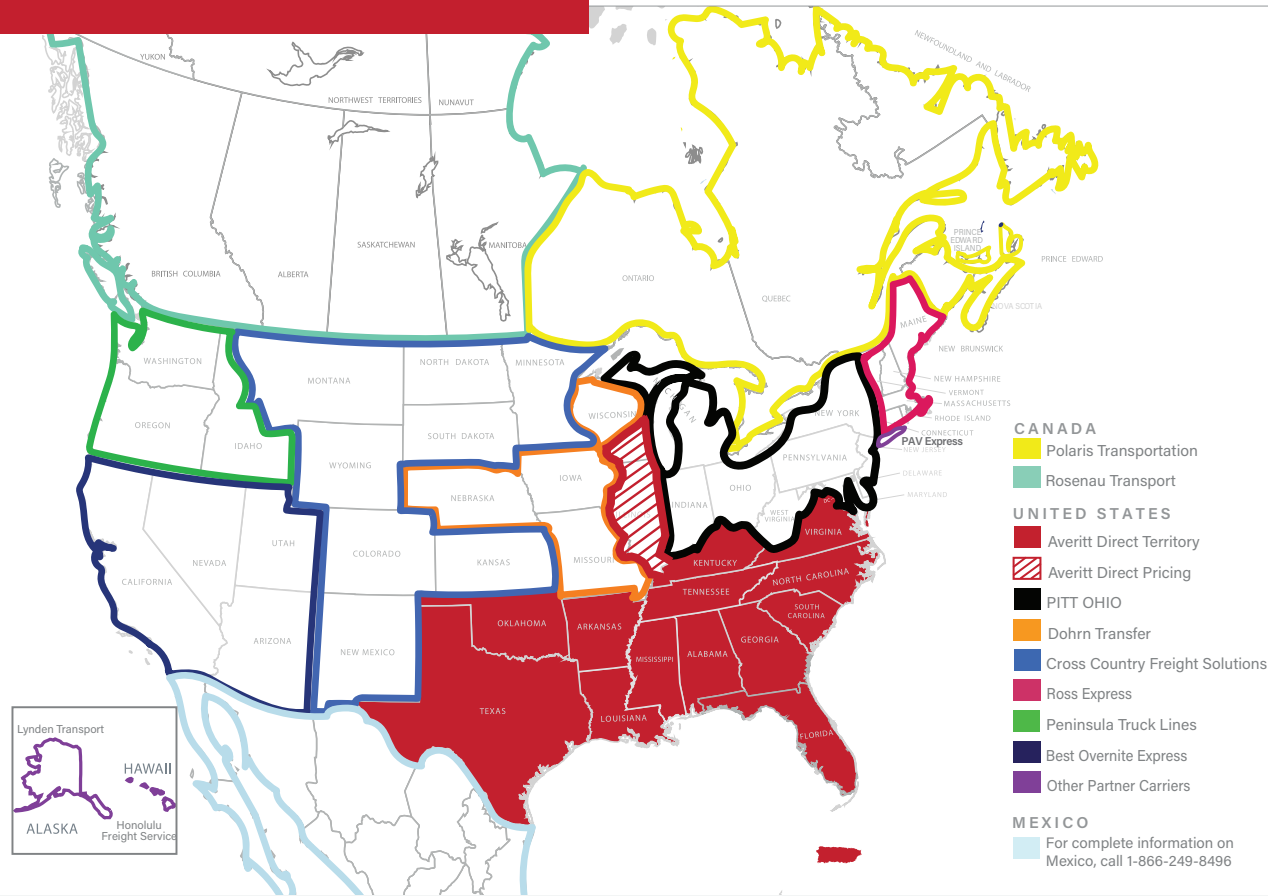 YUKON
NORTHWEST TERRITORIES
NUNAVUT
NEWFOUNDLAND AND LABRADOR
BRITISH COLUMBIA
ALBERTA
SASKATCHEWAN
MANITOBA
ONTARIO
QUEBEC
PRINCE
EDWARD
ISLAND
PRINCE EDWARD
NOVA SCOTIA
NEW BRUNSWICK
MAINE
NEW HAMPSHIRE
VERMONT
MASSACHUSETTS
RHODE ISLAND
CONNECTICUT
PAV Express
NEW JERSEY
DELAWARE
MARYLAND
WASHINGTON
OREGON
IDAHO
MONTANA
NORTH DAKOTA
MINNESOTA
SOUTH DAKOTA
WYOMING
WISCONSIN
MICHIGAN
NEW YORK
PENNSYLVANIA
IOWA
NEBRASKA
INDIANA
OHIO
WEST
VIRGINIA
DC
VIRGINIA
NEVADA
UTAH
COLORADO
KANSAS
MISSOURI
KENTUCKY
CALIFORNIA
ARIZONA
NEW MEXICO
OKLAHOMA
ARKANSAS
TENNESSEE
NORTH CAROLINA
SOUTH
CAROLINA
MISSISSIPPI
ALABAMA
GEORGIA
TEXAS
LOUISIANA
FLORIDA
Lynden Transport
HAWAII
ALASKA
Honolulu
Freight Service
CANADA
Polaris Transportation
Rosenau Transport
UNITED STATES
Averitt Direct Territory
Averitt Direct Pricing
PITT OHIO
Dohrn Transfer
Cross Country Freight Solutions
Ross Express
Peninsula Truck Lines
Best Overnite Express
Other Partner Carriers
MEXICO
For complete information on
Mexico, call 1-866-249-8496